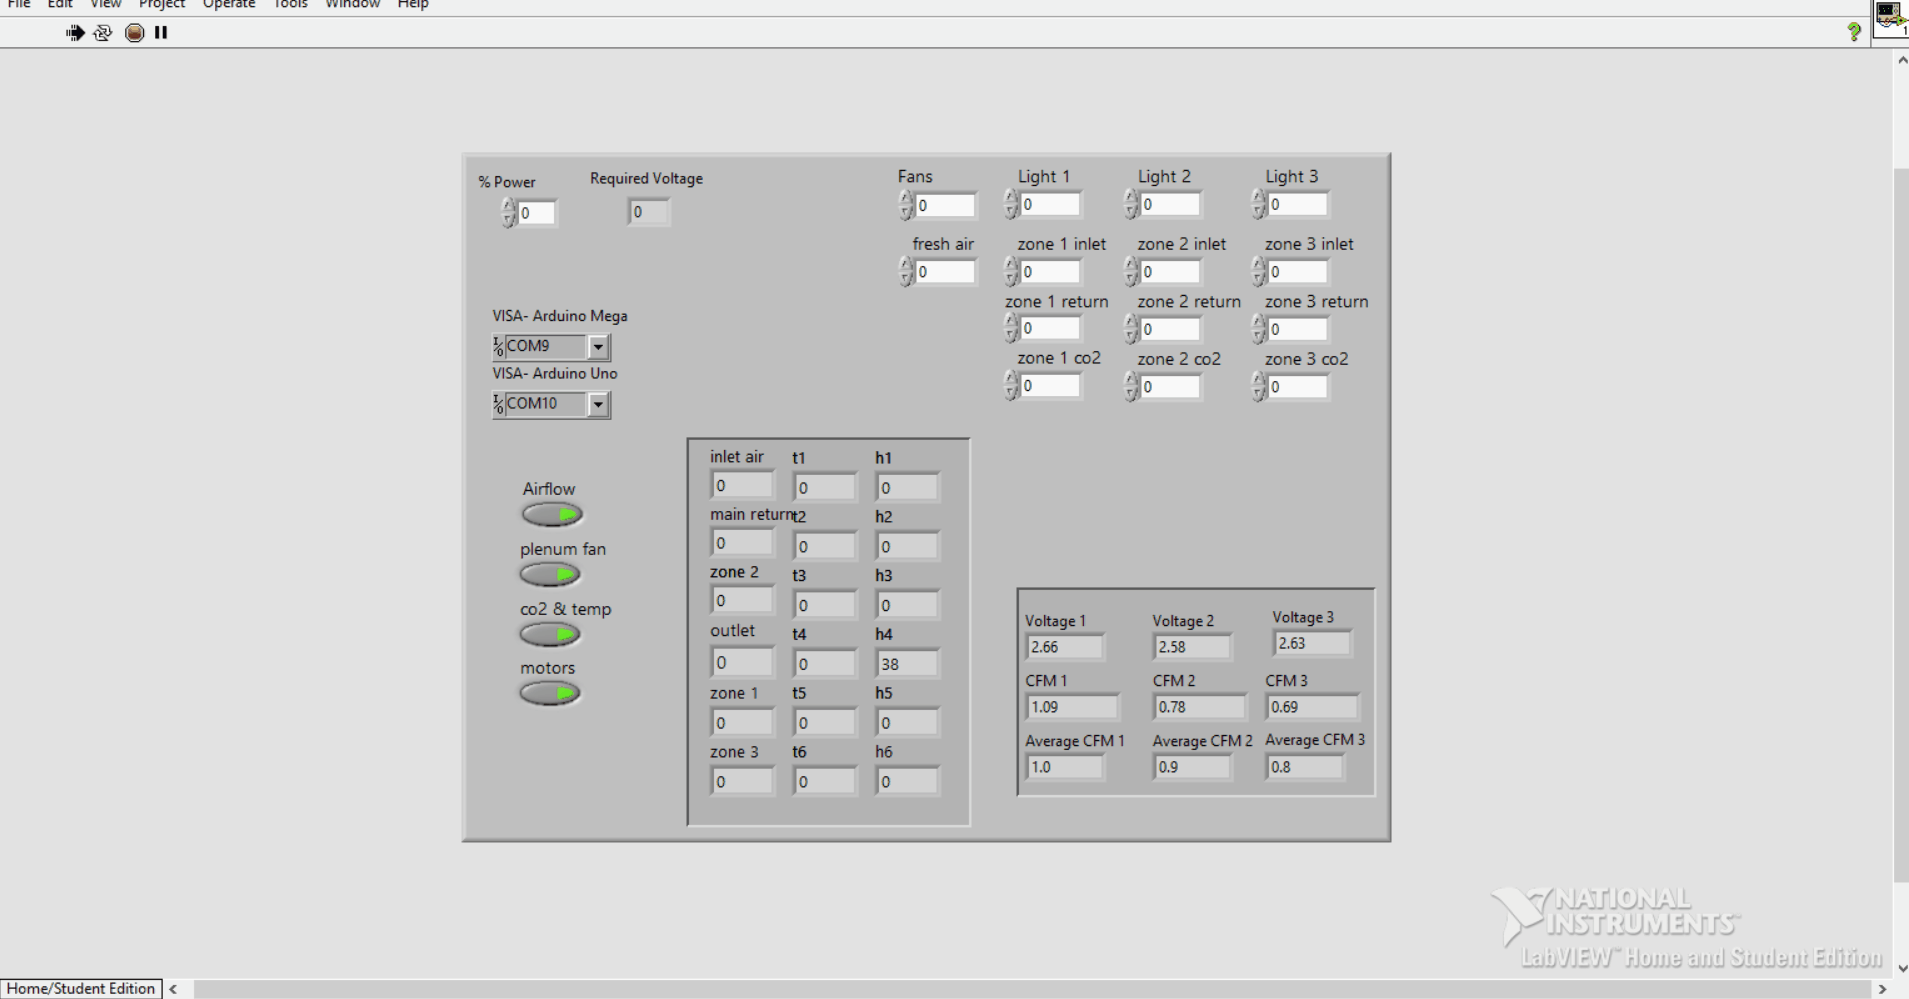 File Edit View Project Operate Tools Window Help
?
1
% Power Required Voltage Fans Light 1 Light 2 Light 3
0 0 0 0 0 0
fresh air zone 1 inlet zone 2 inlet zone 3 inlet
0 0 0 0
zone 1 return zone 2 return zone 3 return
0 0 0
zone 1 co2 zone 2 co2 zone 3 co2
0 0 0
VISA- Arduino Mega
I/O COM9
VISA- Arduino Uno
I/O COM10
Airflow
plenum fan
co2 & temp
motors
inlet air t1 h1
0 0 0
main return t2 h2
0 0 0
zone 2 t3 h3
0 0 0
outlet t4 h4
0 0 38
zone 1 t5 h5
0 0 0
zone 3 t6 h6
0 0 0
Voltage 1 Voltage 2 Voltage 3
2.66 2.58 2.63
CFM 1 CFM 2 CFM 3
1.09 0.78 0.69
Average CFM 1 Average CFM 2 Average CFM 3
1.0 0.9 0.8
NATIONAL
INSTRUMENTS™
LabVIEW™ Home and Student Edition
Home/Student Edition